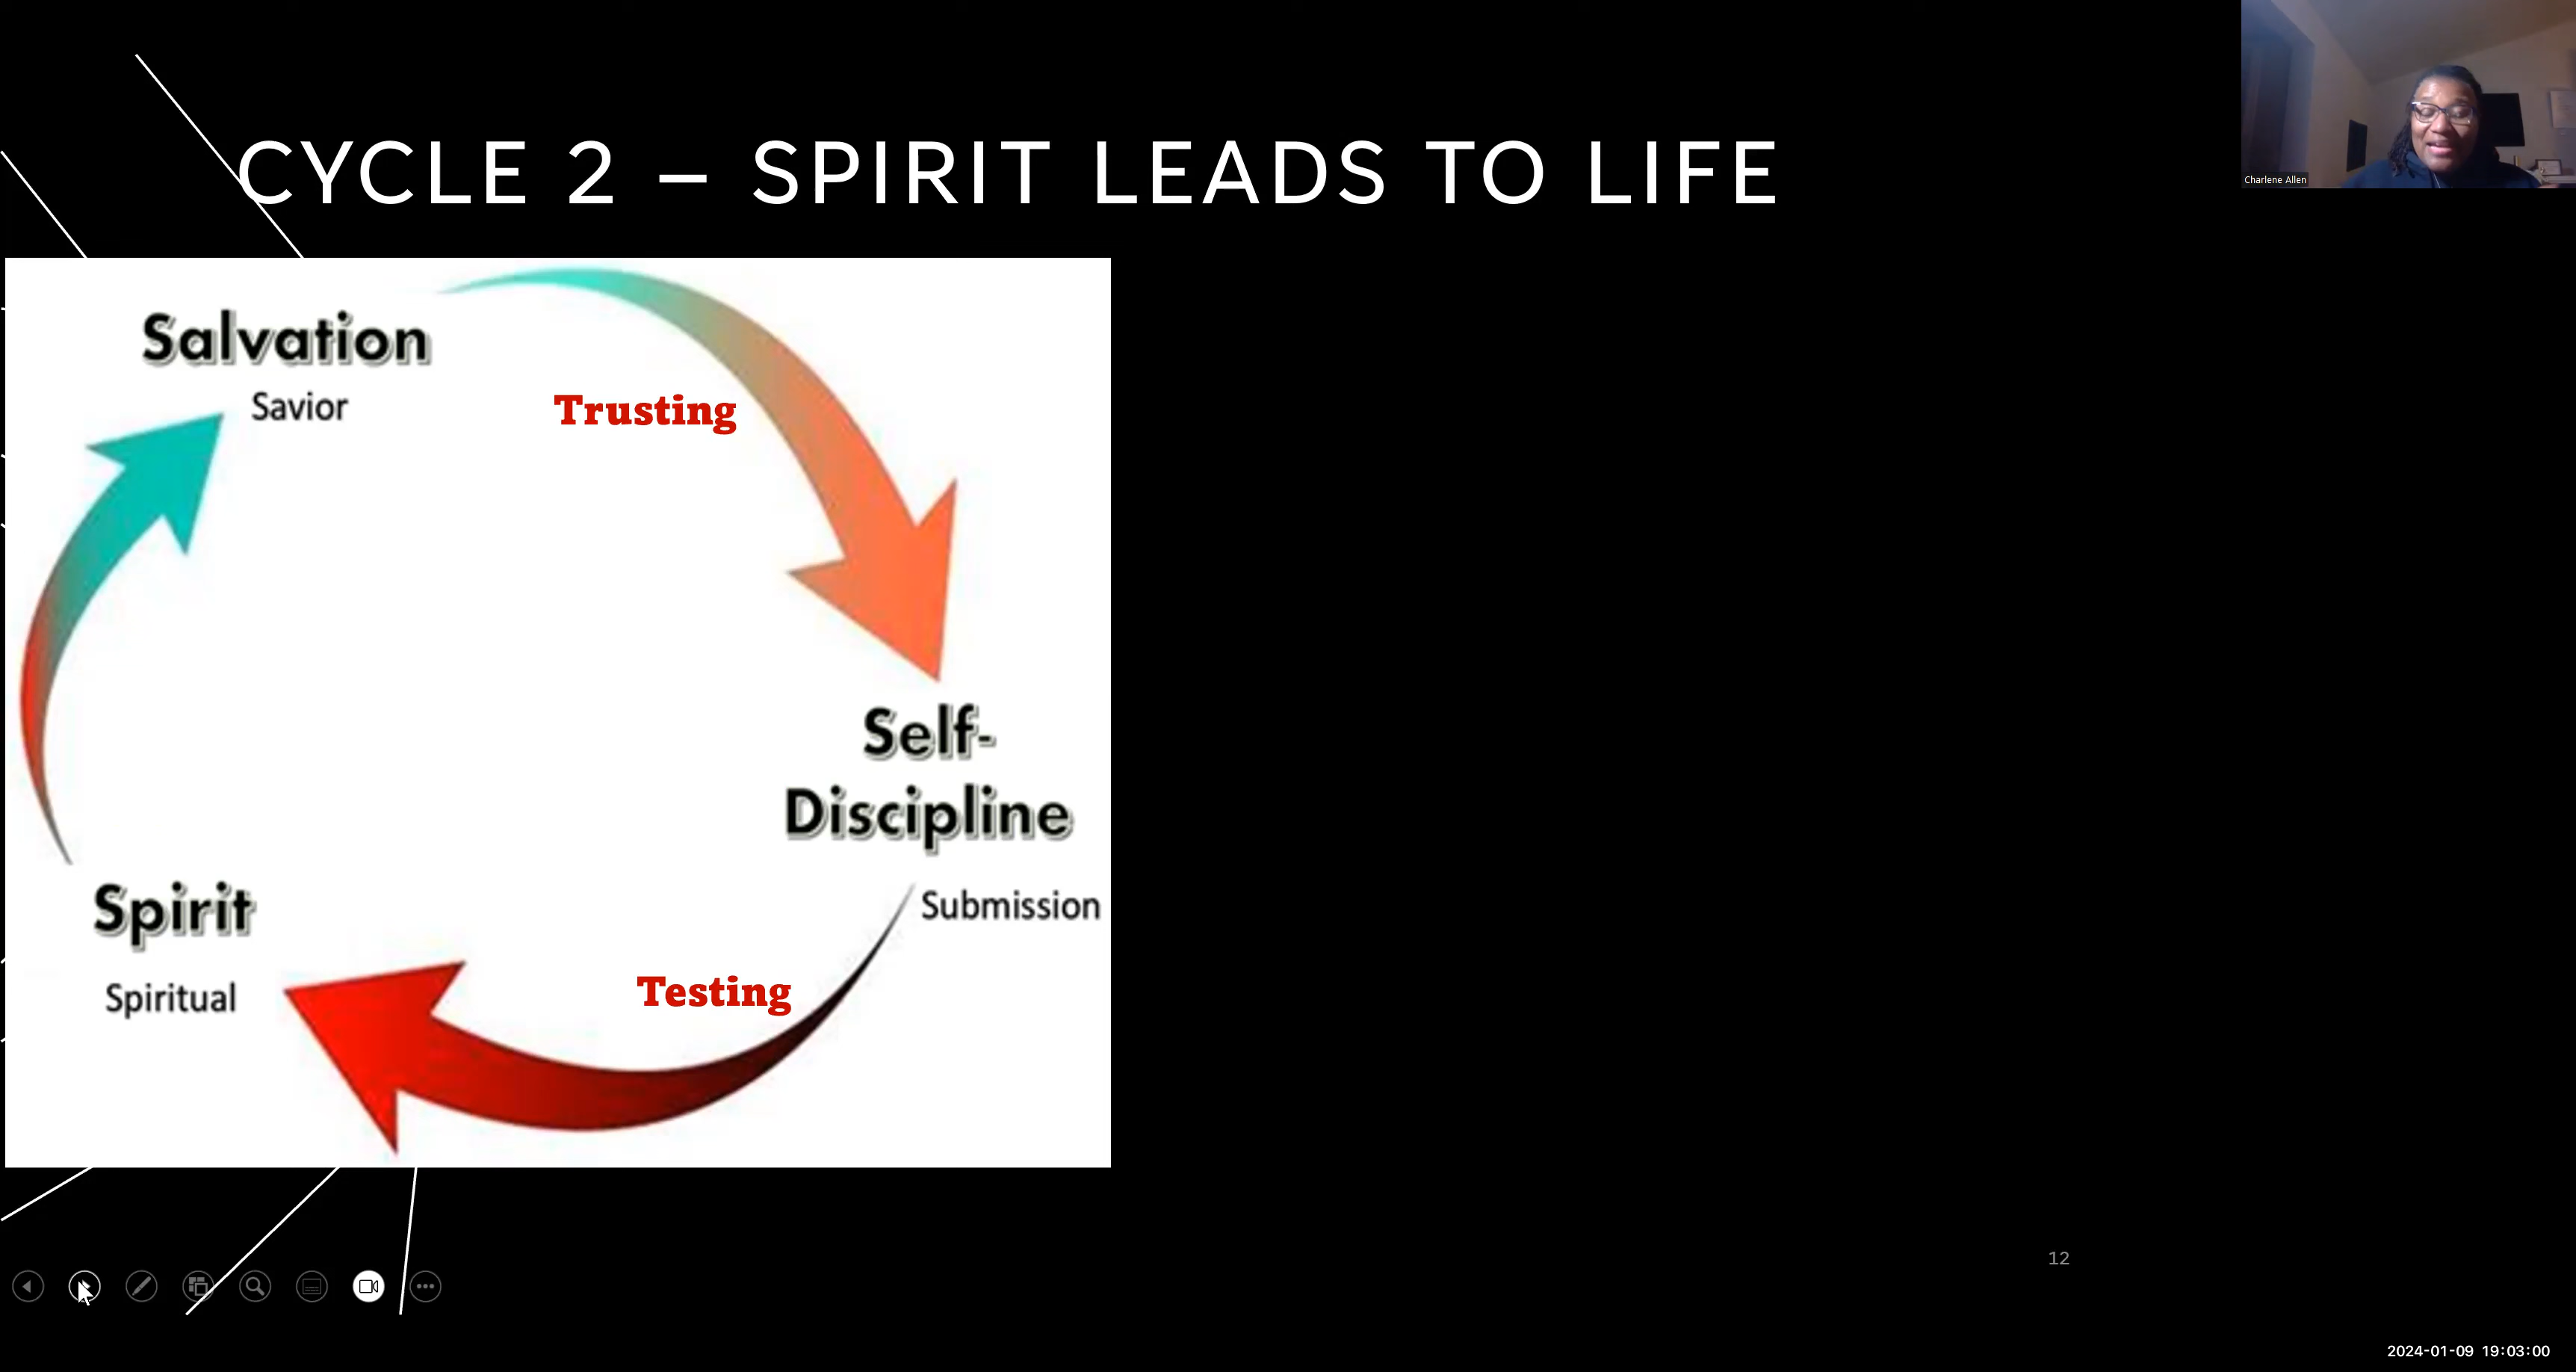 CYCLE 2 – SPIRIT LEADS TO LIFE
Charlene Allen
Salvation
Savior
Trusting
Self-
Discipline
Submission
Spirit
Spiritual
Testing
12
2024-01-09 19:03:00